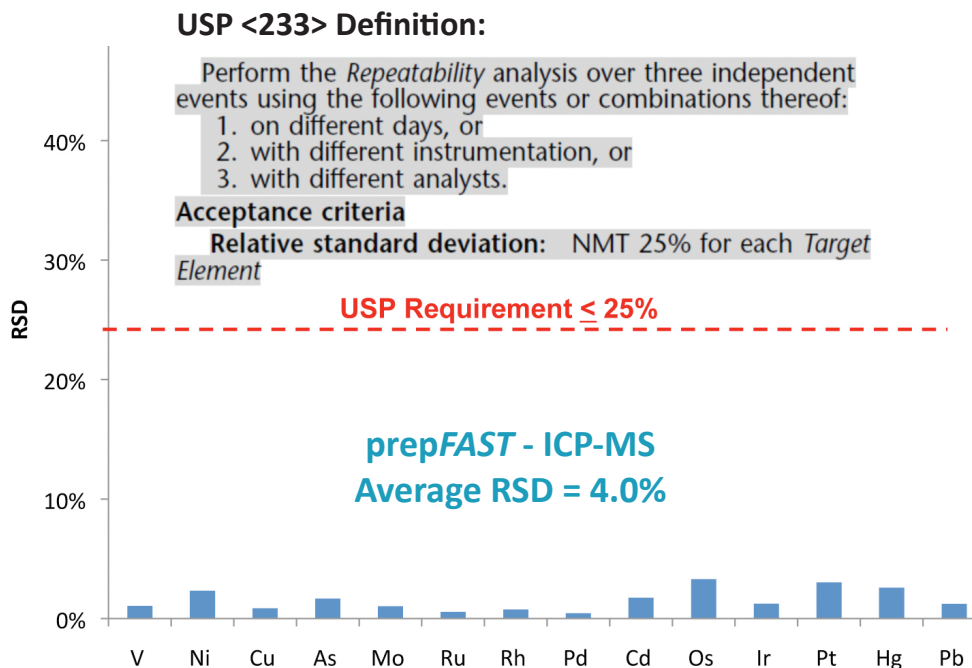 USP <233> Definition:
Perform the Repeatability analysis over three independent
events using the following events or combinations thereof:
1. on different days, or
2. with different instrumentation, or
3. with different analysts.
Acceptance criteria
Relative standard deviation: NMT 25% for each Target
Element
USP Requirement ≤ 25%
prepFAST - ICP-MS
Average RSD = 4.0%
RSD
40%
30%
20%
10%
0%
V Ni Cu As Mo Ru Rh Pd Cd Os Ir Pt Hg Pb